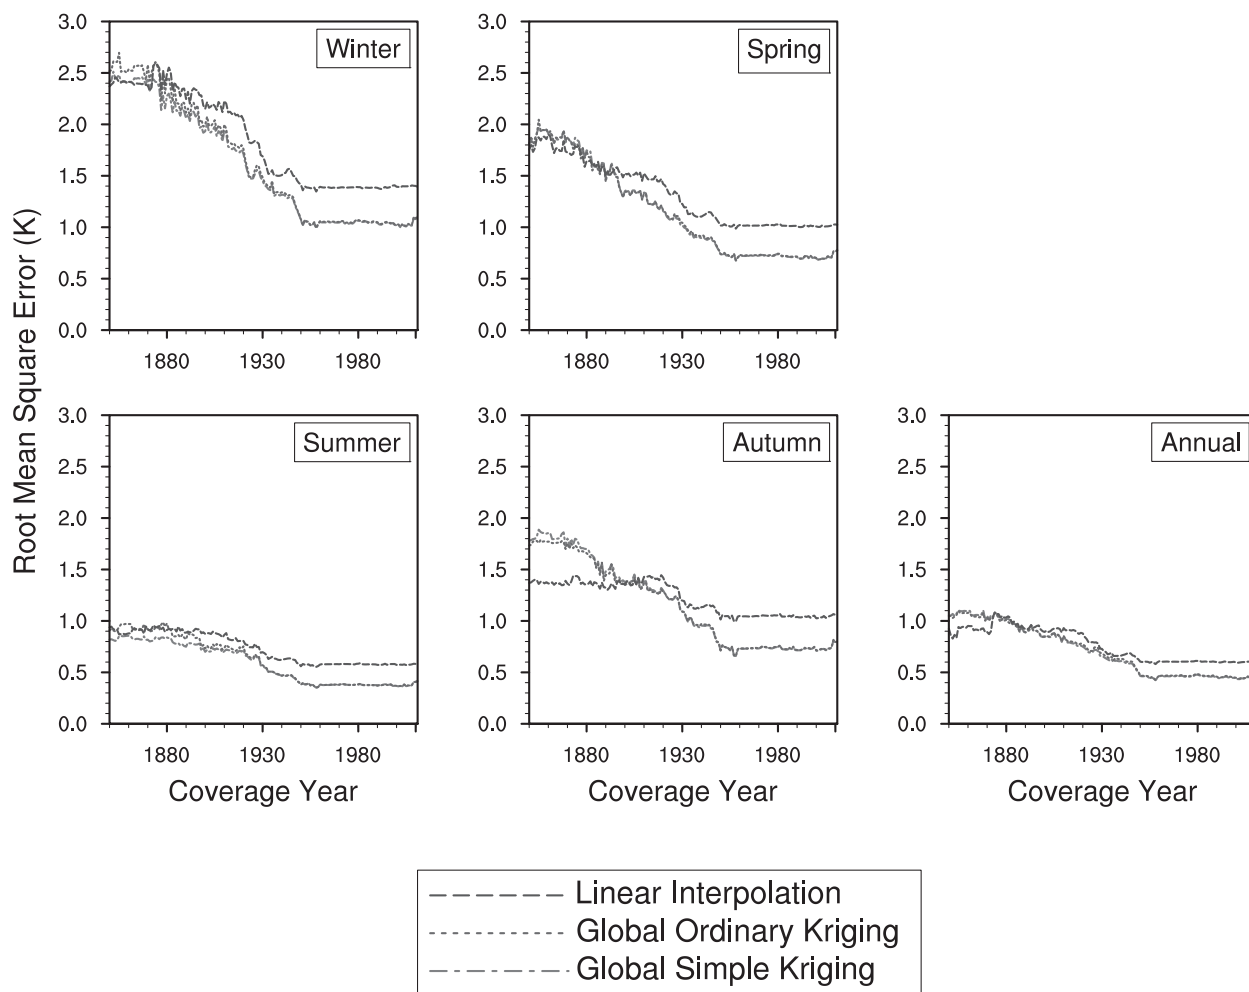 Root Mean Square Error (K)
3.0
2.5
2.0
1.5
1.0
0.5
0.0
Winter
1880 1930 1980
3.0
2.5
2.0
1.5
1.0
0.5
0.0
Spring
1880 1930 1980
3.0
2.5
2.0
1.5
1.0
0.5
0.0
Summer
1880 1930 1980
Coverage Year
3.0
2.5
2.0
1.5
1.0
0.5
0.0
Autumn
1880 1930 1980
Coverage Year
3.0
2.5
2.0
1.5
1.0
0.5
0.0
Annual
1880 1930 1980
Coverage Year
Linear Interpolation
Global Ordinary Kriging
Global Simple Kriging